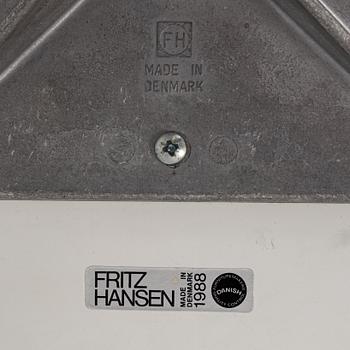 FH
MADE IN
DENMARK
FRITZ
HANSEN
MADE IN
DENMARK
1988
DANISH